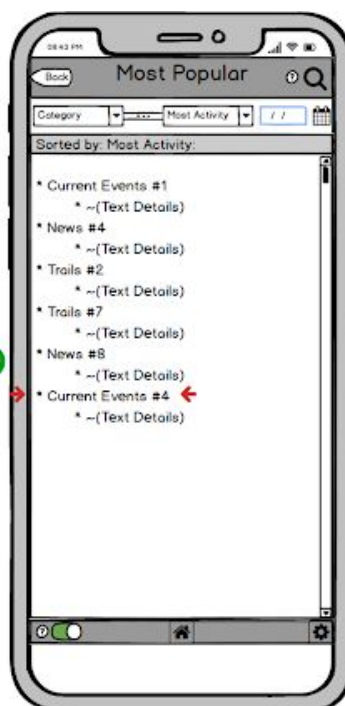 08:43 PM
Back Most Popular ?
Category --- Most Activity / /
Sorted by: Most Activity:
* Current Events #1
* ~(Text Details)
* News #4
* ~(Text Details)
* Trails #2
* ~(Text Details)
* Trails #7
* ~(Text Details)
* News #8
* ~(Text Details)
* Current Events #4
* ~(Text Details)
?